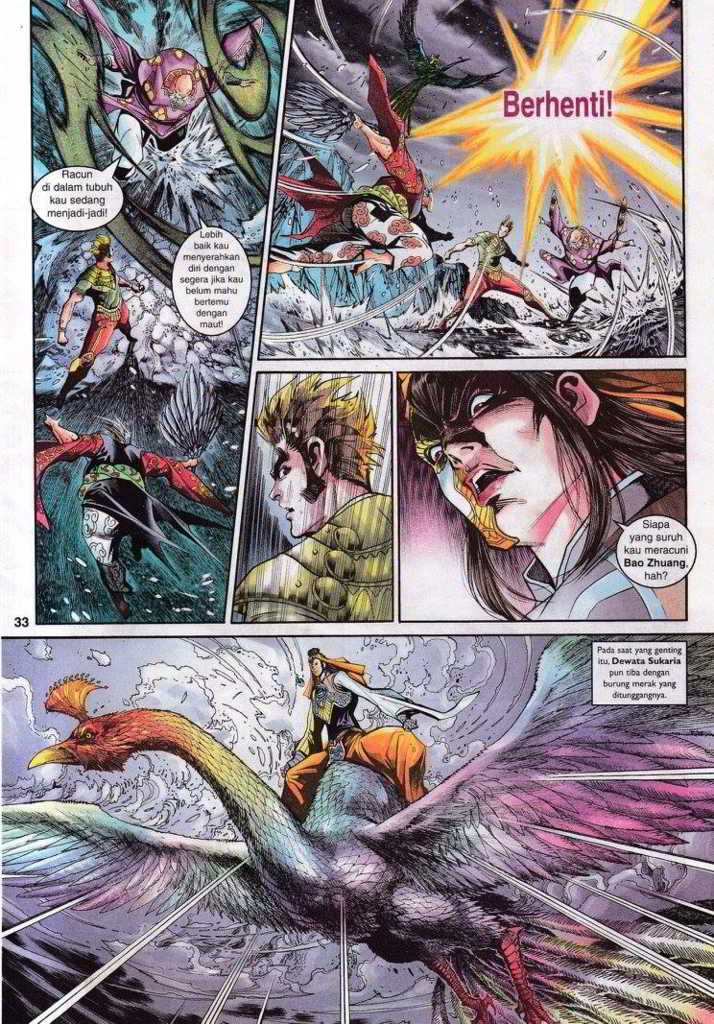 Racun
di dalam tubuh
kau sedang
menjadi-jadi!
Lebih
baik kau
menyerahkan
diri dengan
segera jika kau
belum mahu
bertemu
dengan
maut!
Berhenti!
Siapa
yang suruh
kau meracuni
Bao Zhuang,
hah?
33
Pada saat yang genting
itu, Dewata Sukaria
pun tiba dengan
burung merak yang
ditunggangnya.